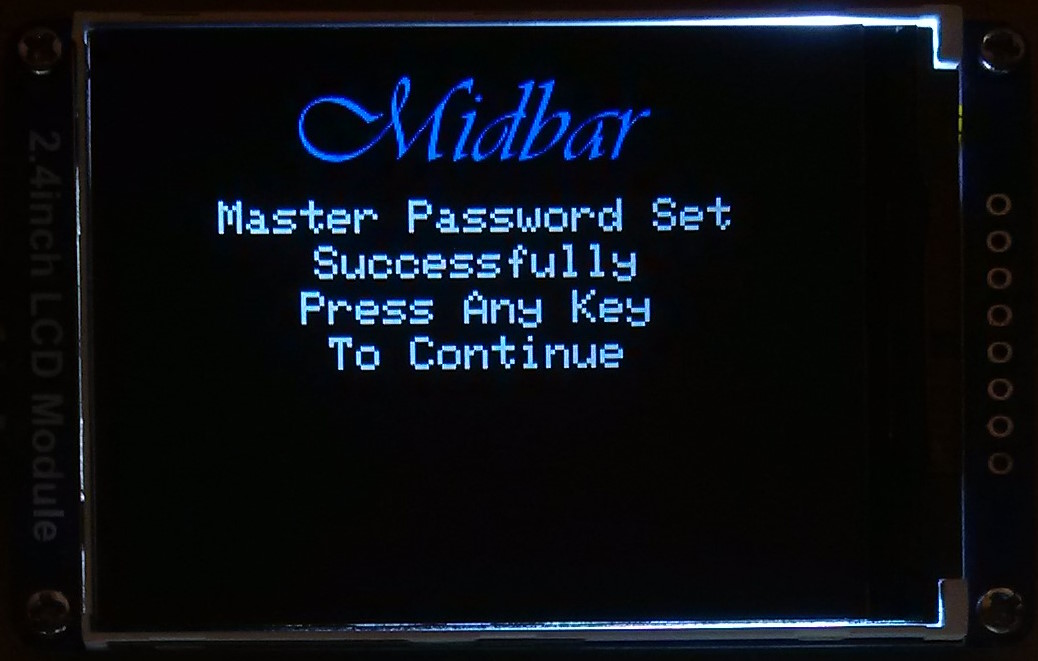 Midbar
Master Password Set
Successfully
Press Any Key
To Continue
2.4inch LCD Module